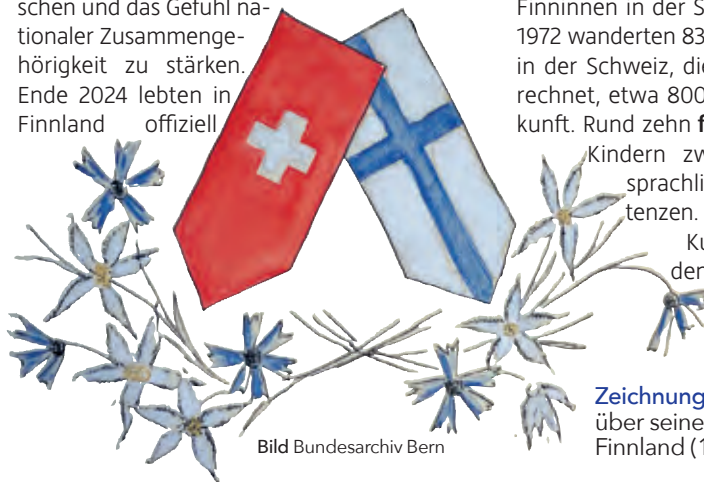 schen und das Gefühl na-
tionaler Zusammenge-
hörigkeit zu stärken.
Ende 2024 lebten in
Finnland offiziell
Finninnen in der S
1972 wanderten 83
in der Schweiz, die
rechnet, etwa 800
kunft. Rund zehn f
Kindern zw
sprachli
tenzen.
Ku
der
Bild Bundesarchiv Bern
Zeichnung
über seine
Finnland (1